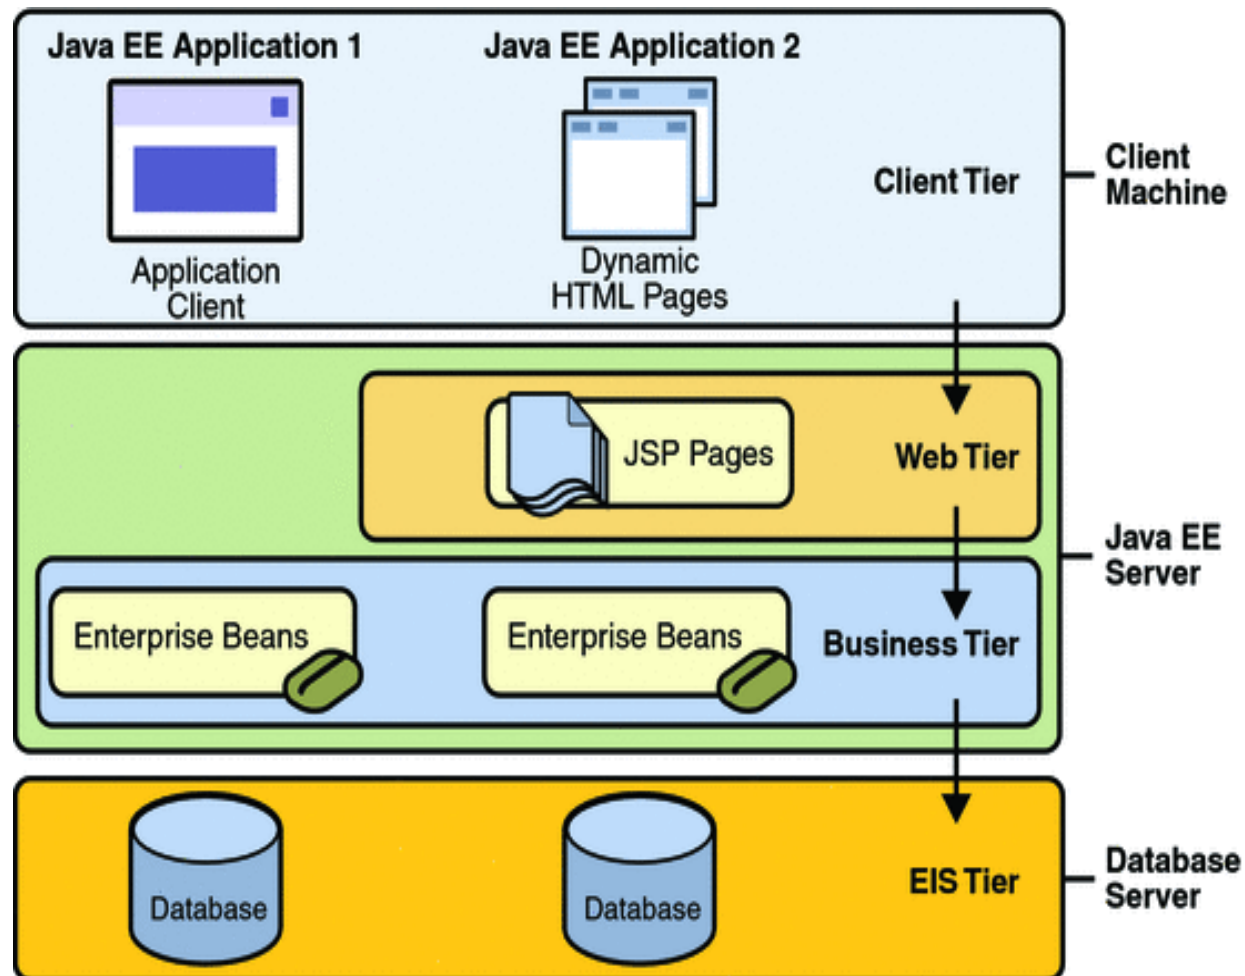 Java EE Application 1
Java EE Application 2
Application
Client
Dynamic
HTML Pages
Client Tier
Client
Machine
JSP Pages
Web Tier
Java EE
Server
Enterprise Beans
Enterprise Beans
Business Tier
Database
Database
EIS Tier
Database
Server